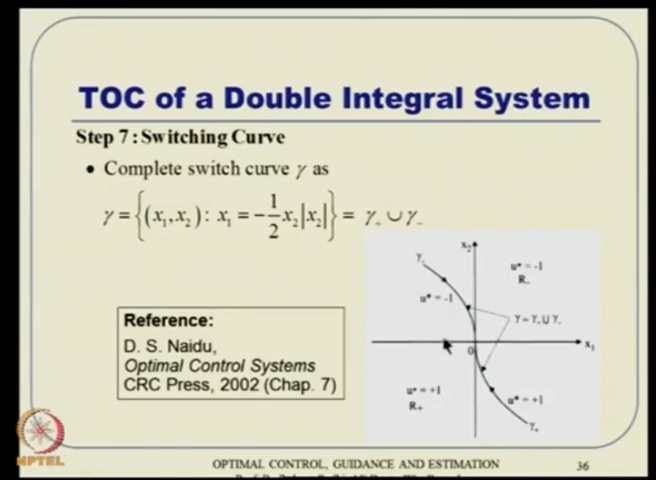 TOC of a Double Integral System
Step 7 : Switching Curve
• Complete switch curve γ as
γ = {(x₁, x₂) : x₁ = −1/2 x₂|x₂|} = γ₊ ∪ γ₋
x₂
γ₋
u* = -1
R₋
u* = -1
γ = γ₊ ∪ γ₋
x₁
0
u* = +1
R₊
u* = +1
γ₊
Reference:
D. S. Naidu,
Optimal Control Systems
CRC Press, 2002 (Chap. 7)
NPTEL
OPTIMAL CONTROL, GUIDANCE AND ESTIMATION
36